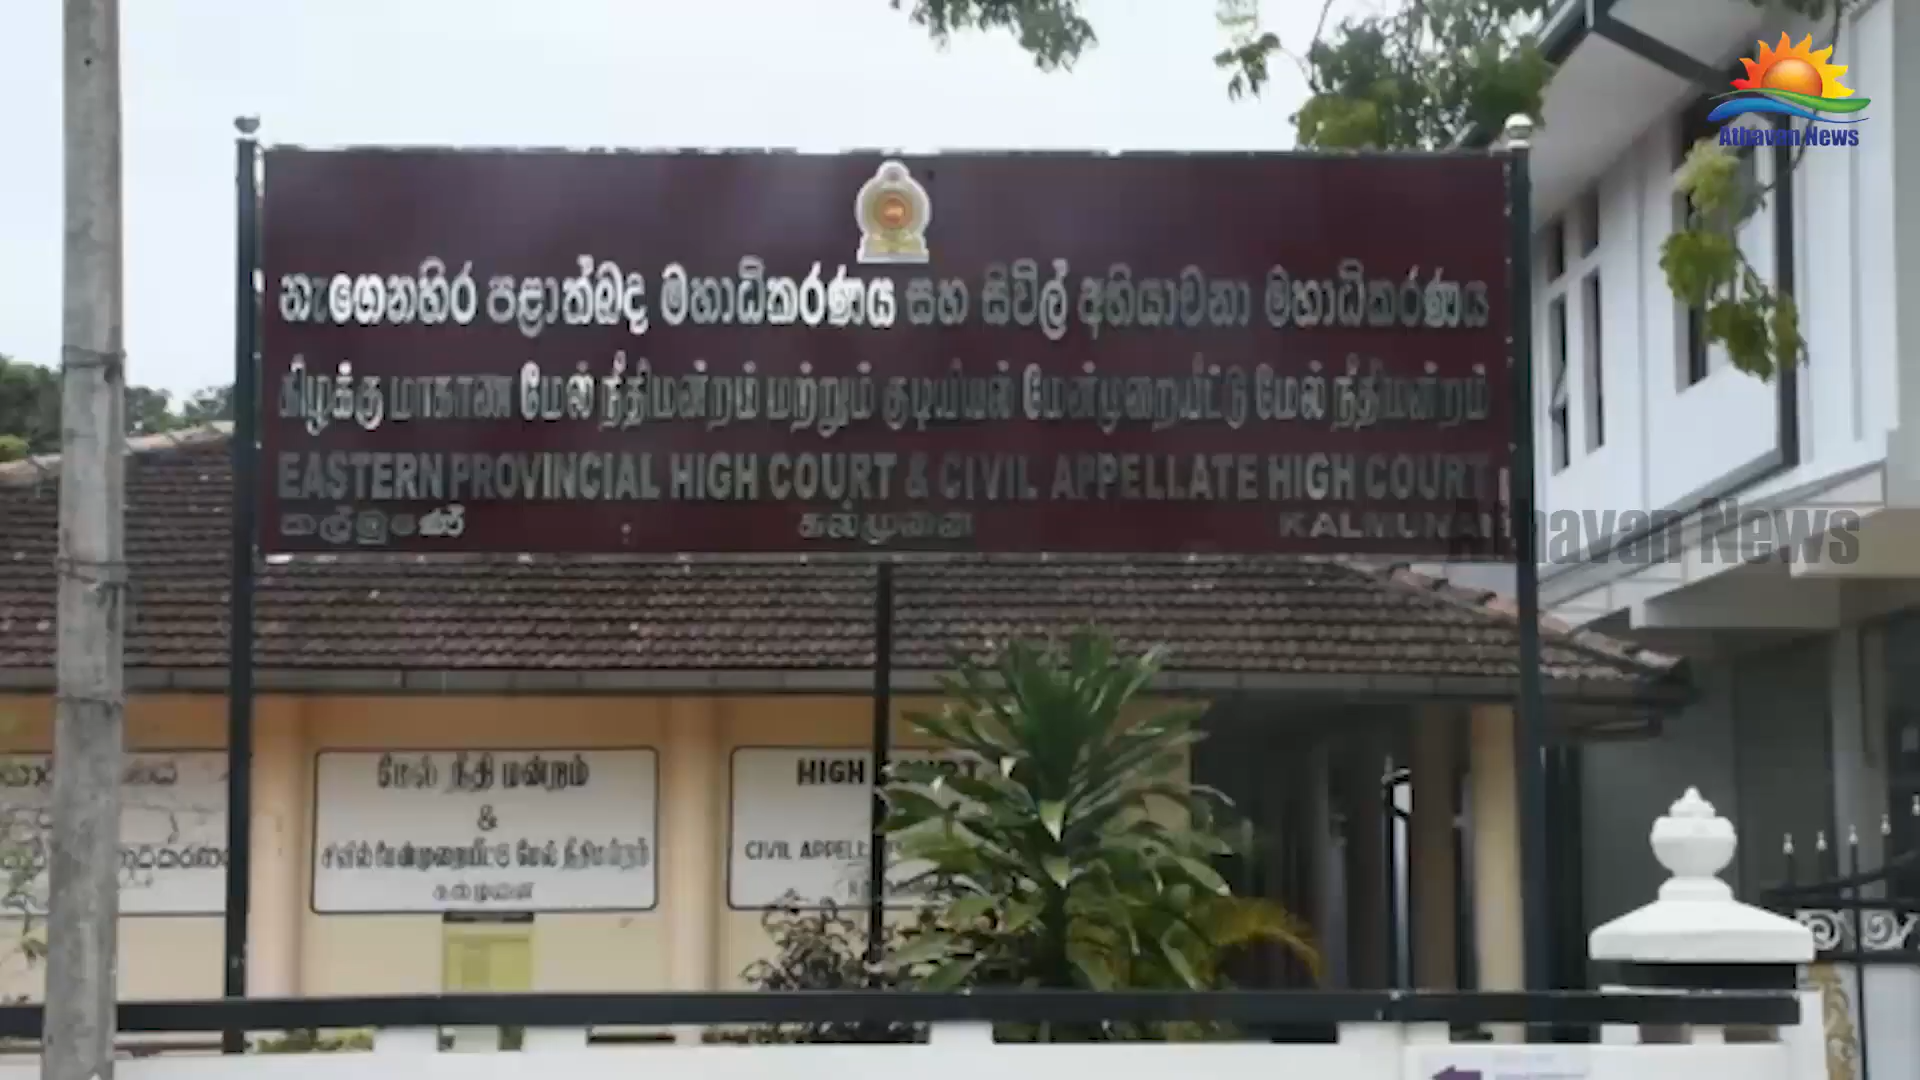 Athavan News
නැගෙනහිර පළාත්බද මහාධිකරණය සහ සිවිල් අභියාචනා මහාධිකරණය
கிழக்கு மாகாண மேல் நீதிமன்றம் மற்றும் குடியியல் மேன்முறையீட்டு மேல் நீதிமன்றம்
EASTERN PROVINCIAL HIGH COURT & CIVIL APPELLATE HIGH COURT
කල්මුණේ கல்முனை KALMUNAI
Athavan News
மேல் நீதி மன்றம்
&
சிவில் மேன்முறையீட்டு மேல் நீதிமன்றம்
கல்முனை
HIGH COURT
CIVIL